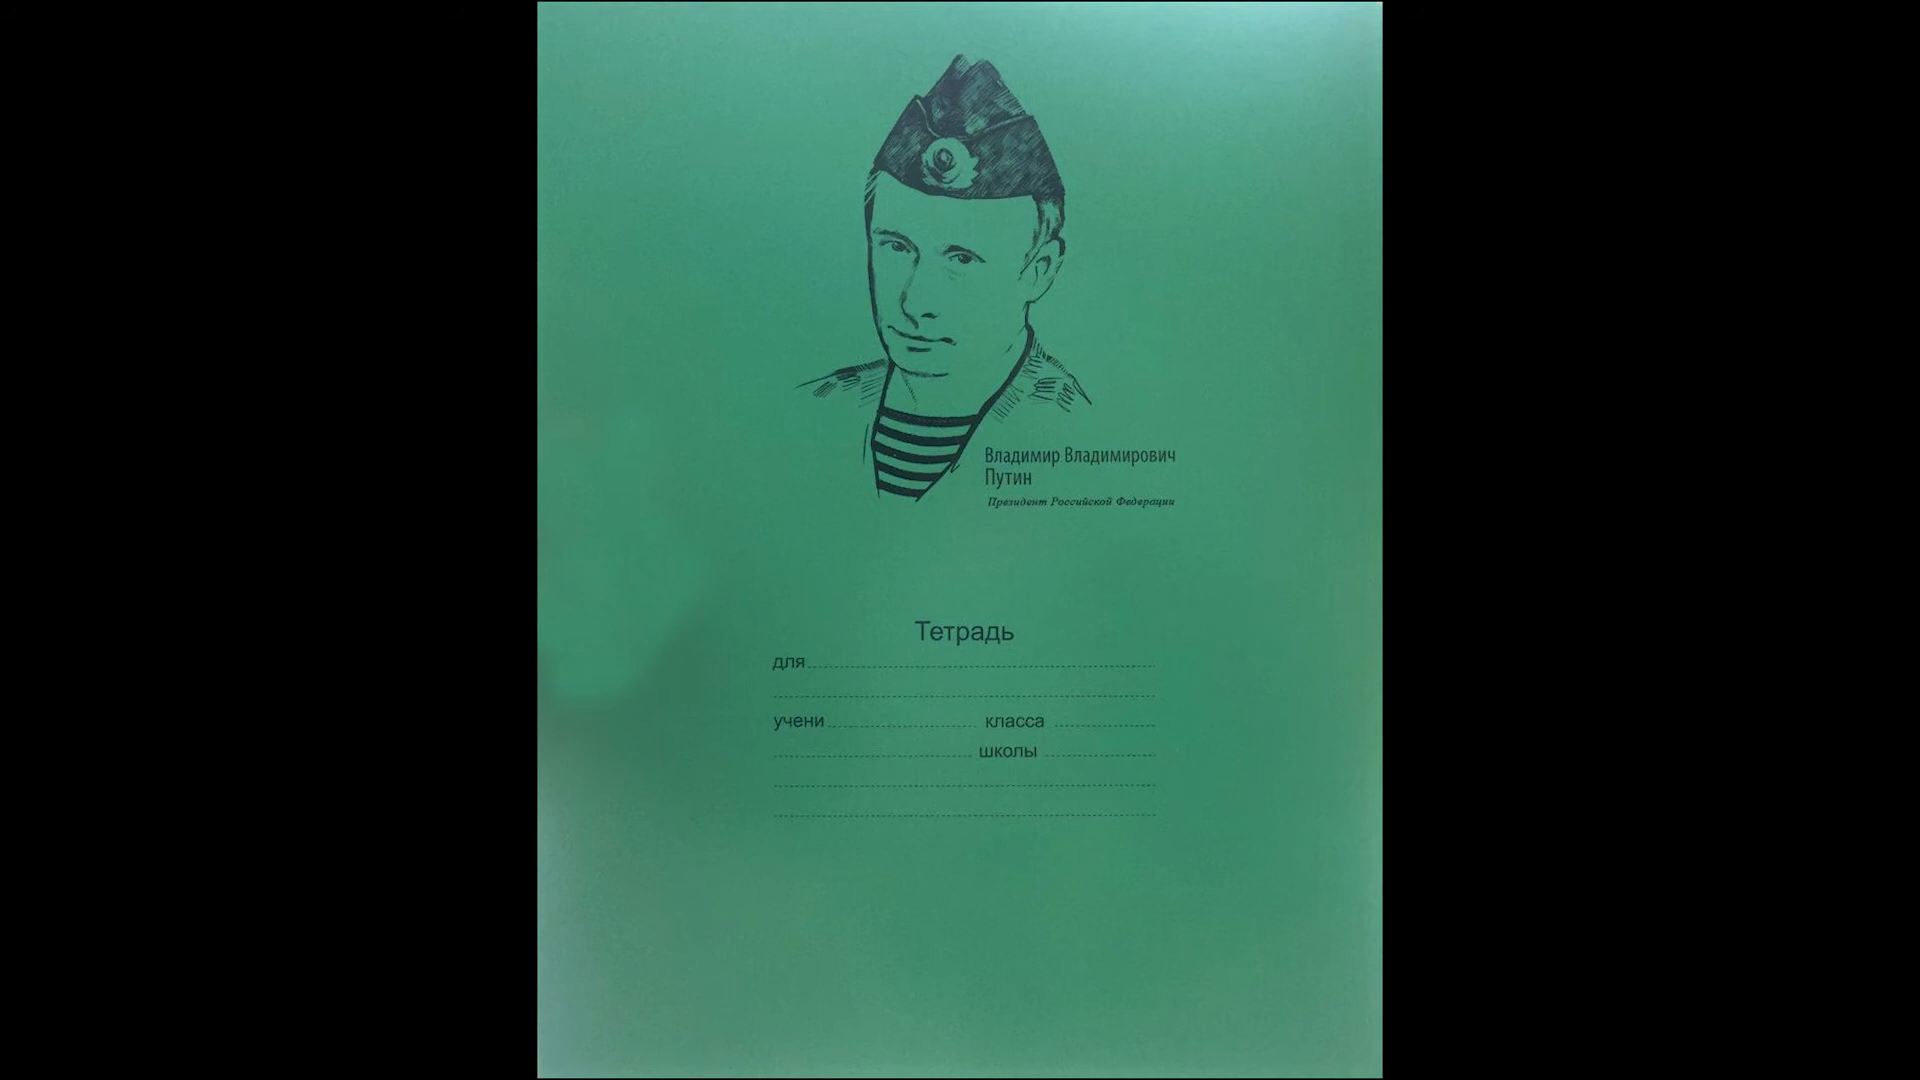 Владимир Владимирович
Путин
Президент Российской Федерации
Тетрадь
для
учени класса
школы